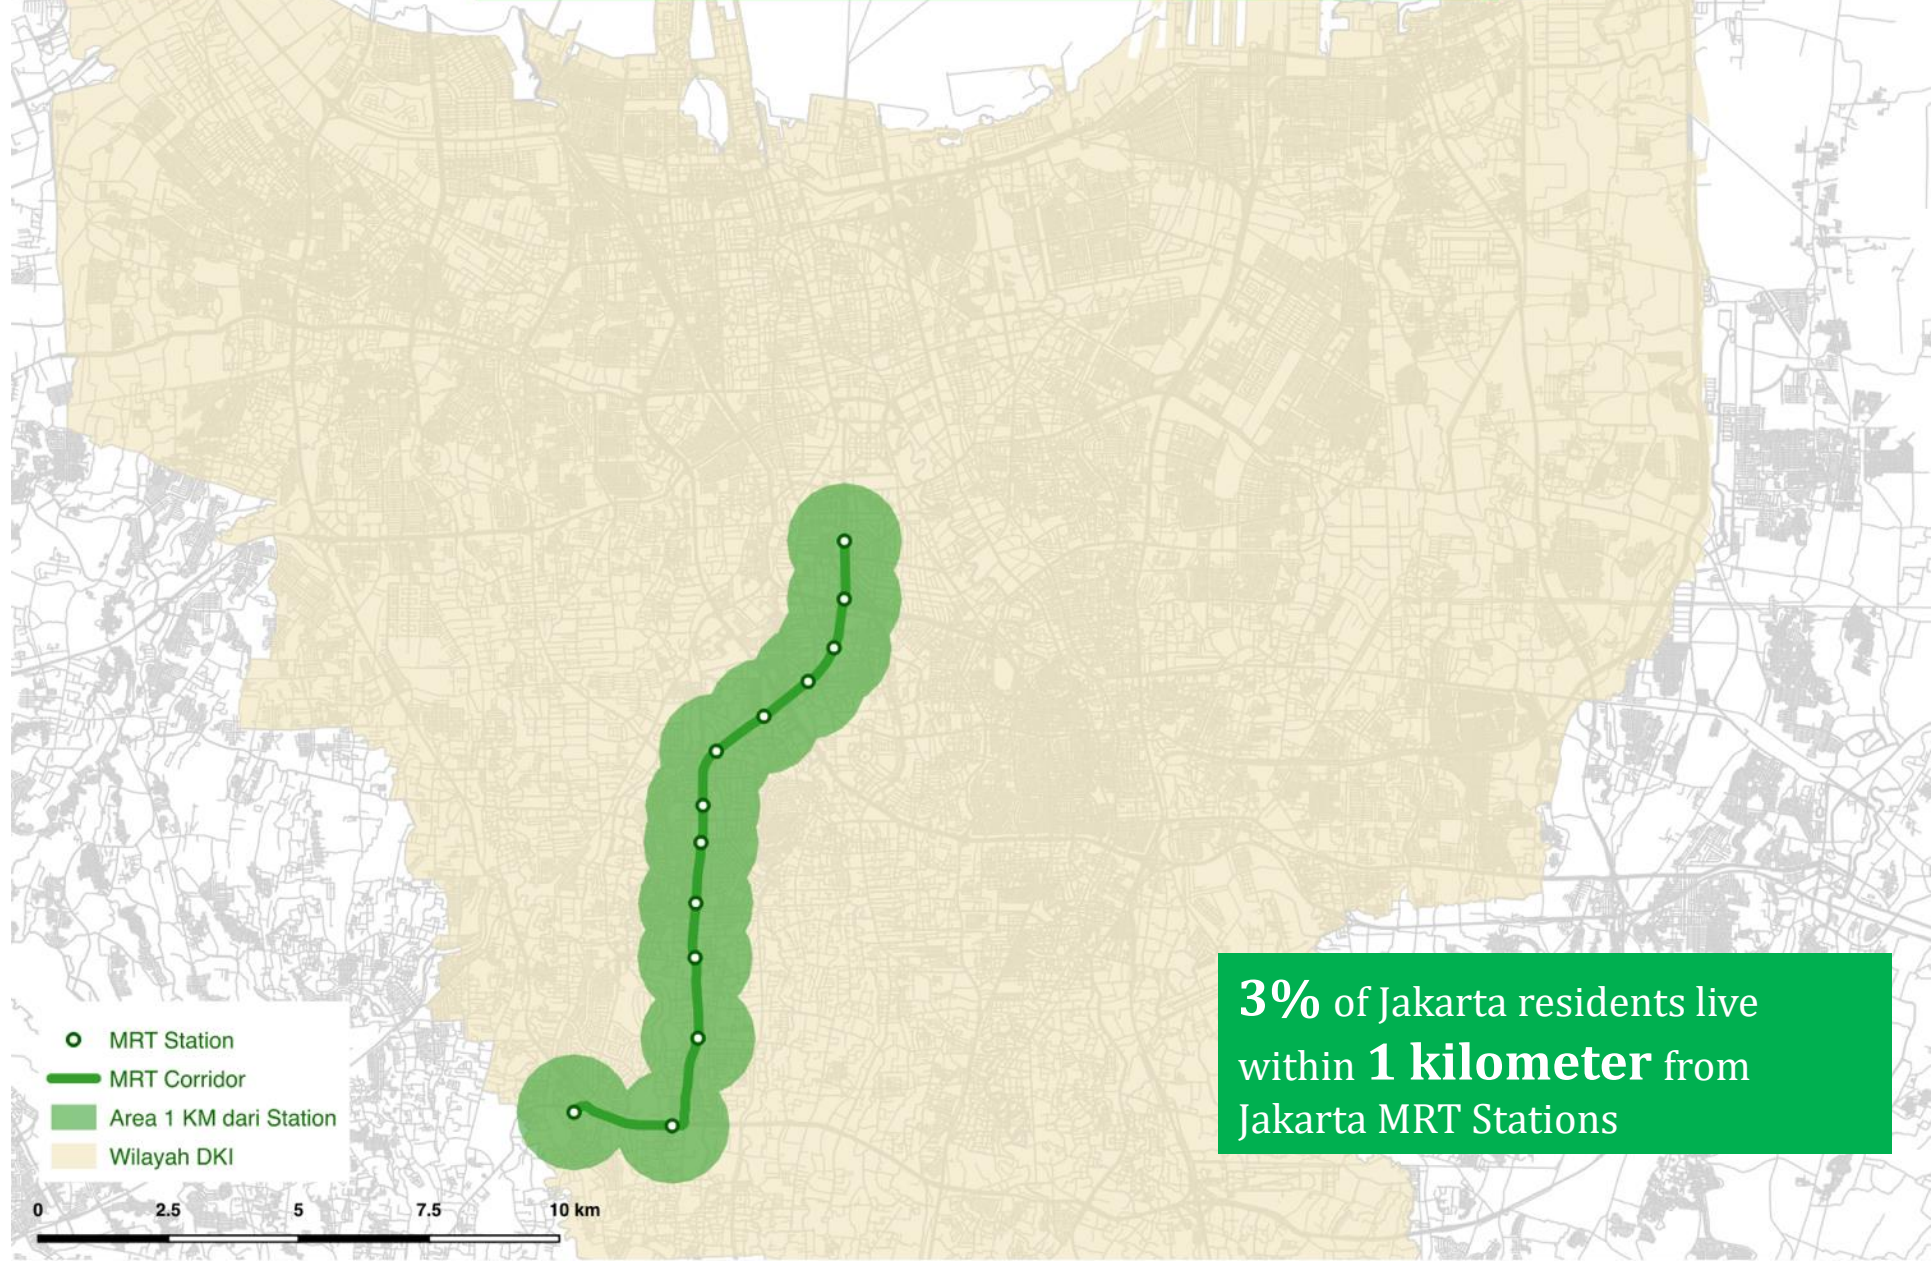 MRT Station
MRT Corridor
Area 1 KM dari Station
Wilayah DKI
0 2.5 5 7.5 10 km
3% of Jakarta residents live
within 1 kilometer from
Jakarta MRT Stations